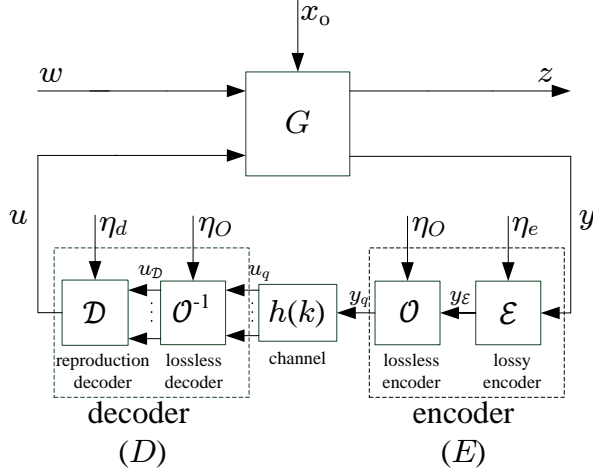 x₀
w z
G
u y
η_d η_O η_O η_e
u_𝒟 u_q y_q y_ℰ
𝒟 𝒪⁻¹ h(k) 𝒪 ℰ
reproduction decoder
lossless decoder
channel
lossless encoder
lossy encoder
decoder
(D)
encoder
(E)